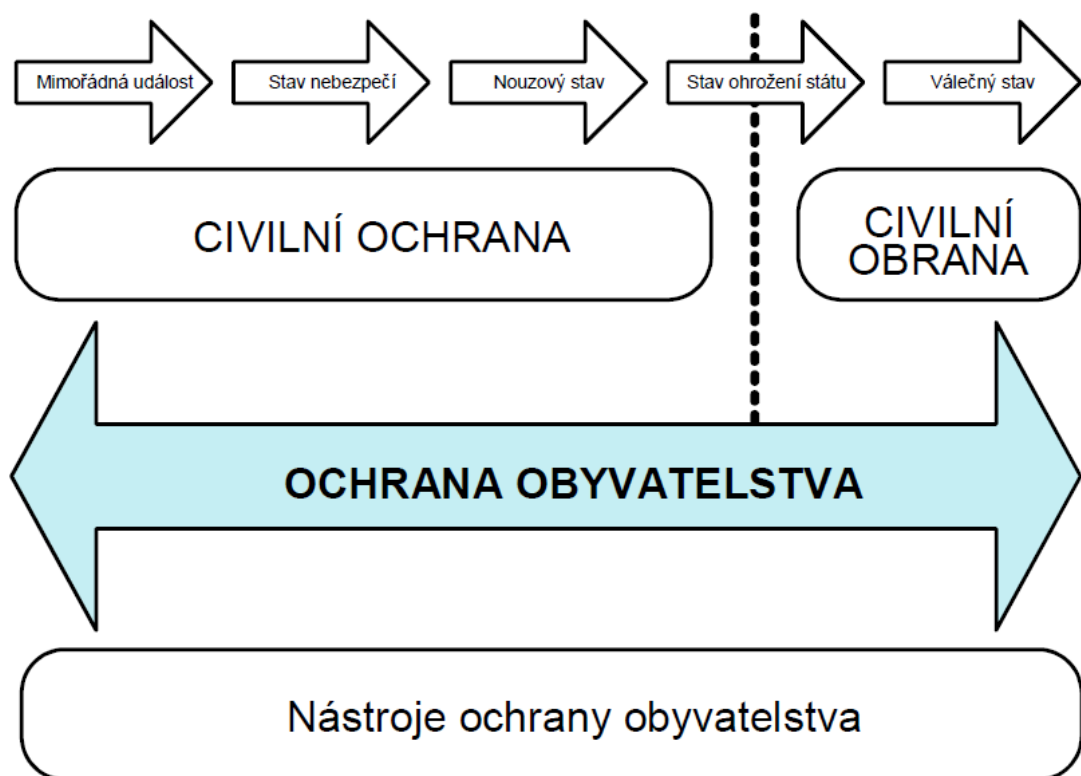 Mimořádná událost
Stav nebezpečí
Nouzový stav
Stav ohrožení státu
Válečný stav
CIVILNÍ OCHRANA
CIVILNÍ
OBRANA
OCHRANA OBYVATELSTVA
Nástroje ochrany obyvatelstva